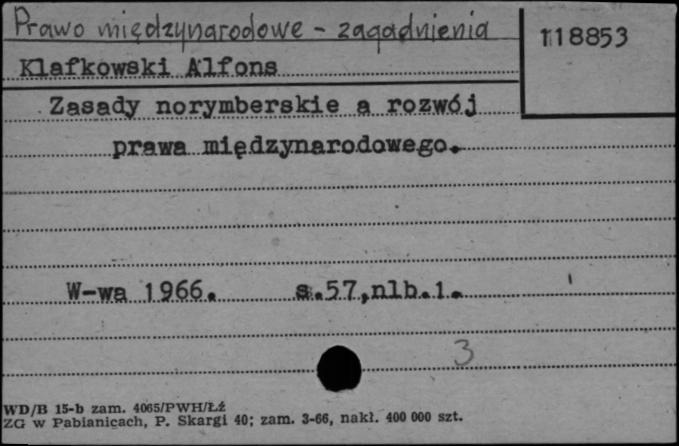 Prawo międzynarodowe - zagadnienia
118853
Klafkowski Alfons
Zasady norymberskie a rozwój
prawa międzynarodowego.
W-wa 1966. s.57,nlb.1.
3
WD/B 15-b zam. 4065/PWH/Łź
ZG w Pabianicach, P. Skargi 40; zam. 3-66, nakł. 400 000 szt.